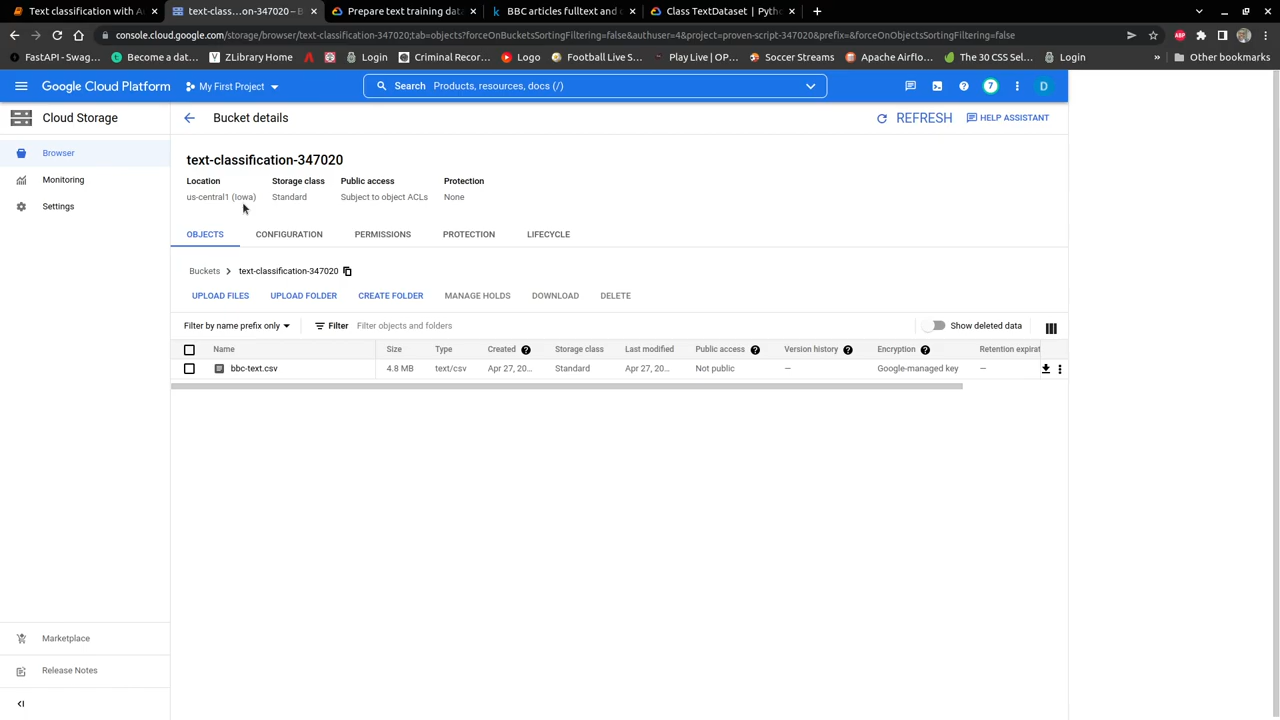 Text classification with Av
text-classification-347020 – B
Prepare text training dat
BBC articles fulltext and c
Class TextDataset | Pyth
console.cloud.google.com/storage/browser/text-classification-347020;tab=objects?forceOnBucketsSortingFiltering=false&authuser=4&project=proven-script-347020&prefix=&forceOnObjectsSortingFiltering=false
ABP
FastAPI - Swag... Become a dat... ZLibrary Home Login Criminal Recor... Logo Football Live S... Play Live | OP... Soccer Streams Apache Airflo... The 30 CSS Sel... Login » Other bookmarks
Google Cloud Platform My First Project Search Products, resources, docs (/) 7 D
Cloud Storage
Browser
Monitoring
Settings
Marketplace
Release Notes
Bucket details REFRESH HELP ASSISTANT
text-classification-347020
Location Storage class Public access Protection
us-central1 (Iowa) Standard Subject to object ACLs None
OBJECTS CONFIGURATION PERMISSIONS PROTECTION LIFECYCLE
Buckets > text-classification-347020
UPLOAD FILES UPLOAD FOLDER CREATE FOLDER MANAGE HOLDS DOWNLOAD DELETE
Filter by name prefix only Filter Filter objects and folders Show deleted data
Name Size Type Created Storage class Last modified Public access Version history Encryption Retention expirat
bbc-text.csv 4.8 MB text/csv Apr 27, 20... Standard Apr 27, 20... Not public — Google-managed key —